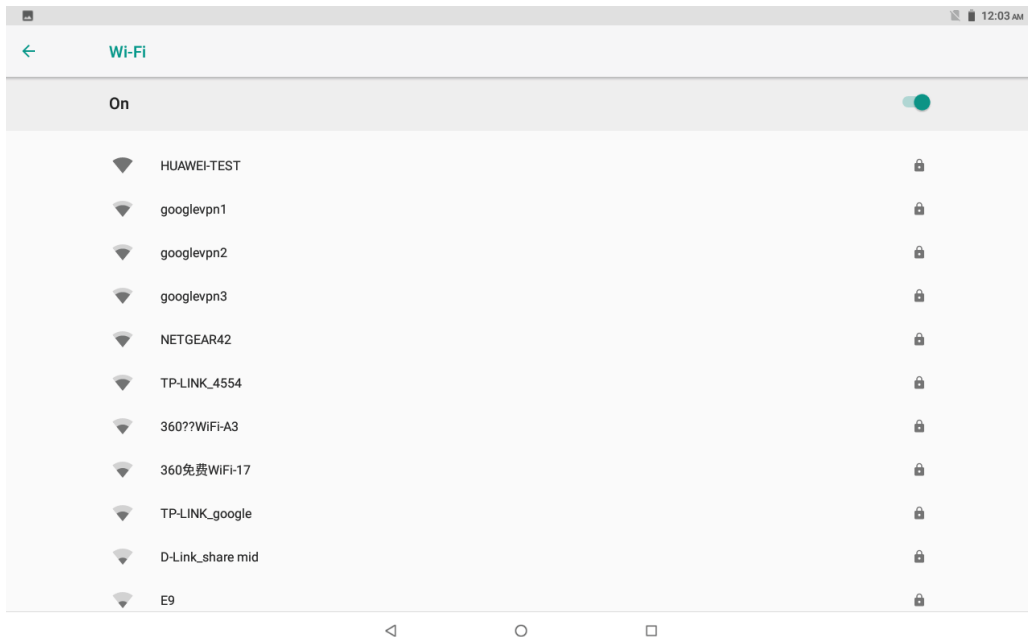 12:03 AM
Wi-Fi
On
HUAWEI-TEST
googlevpn1
googlevpn2
googlevpn3
NETGEAR42
TP-LINK_4554
360??WiFi-A3
360免费WiFi-17
TP-LINK_google
D-Link_share mid
E9